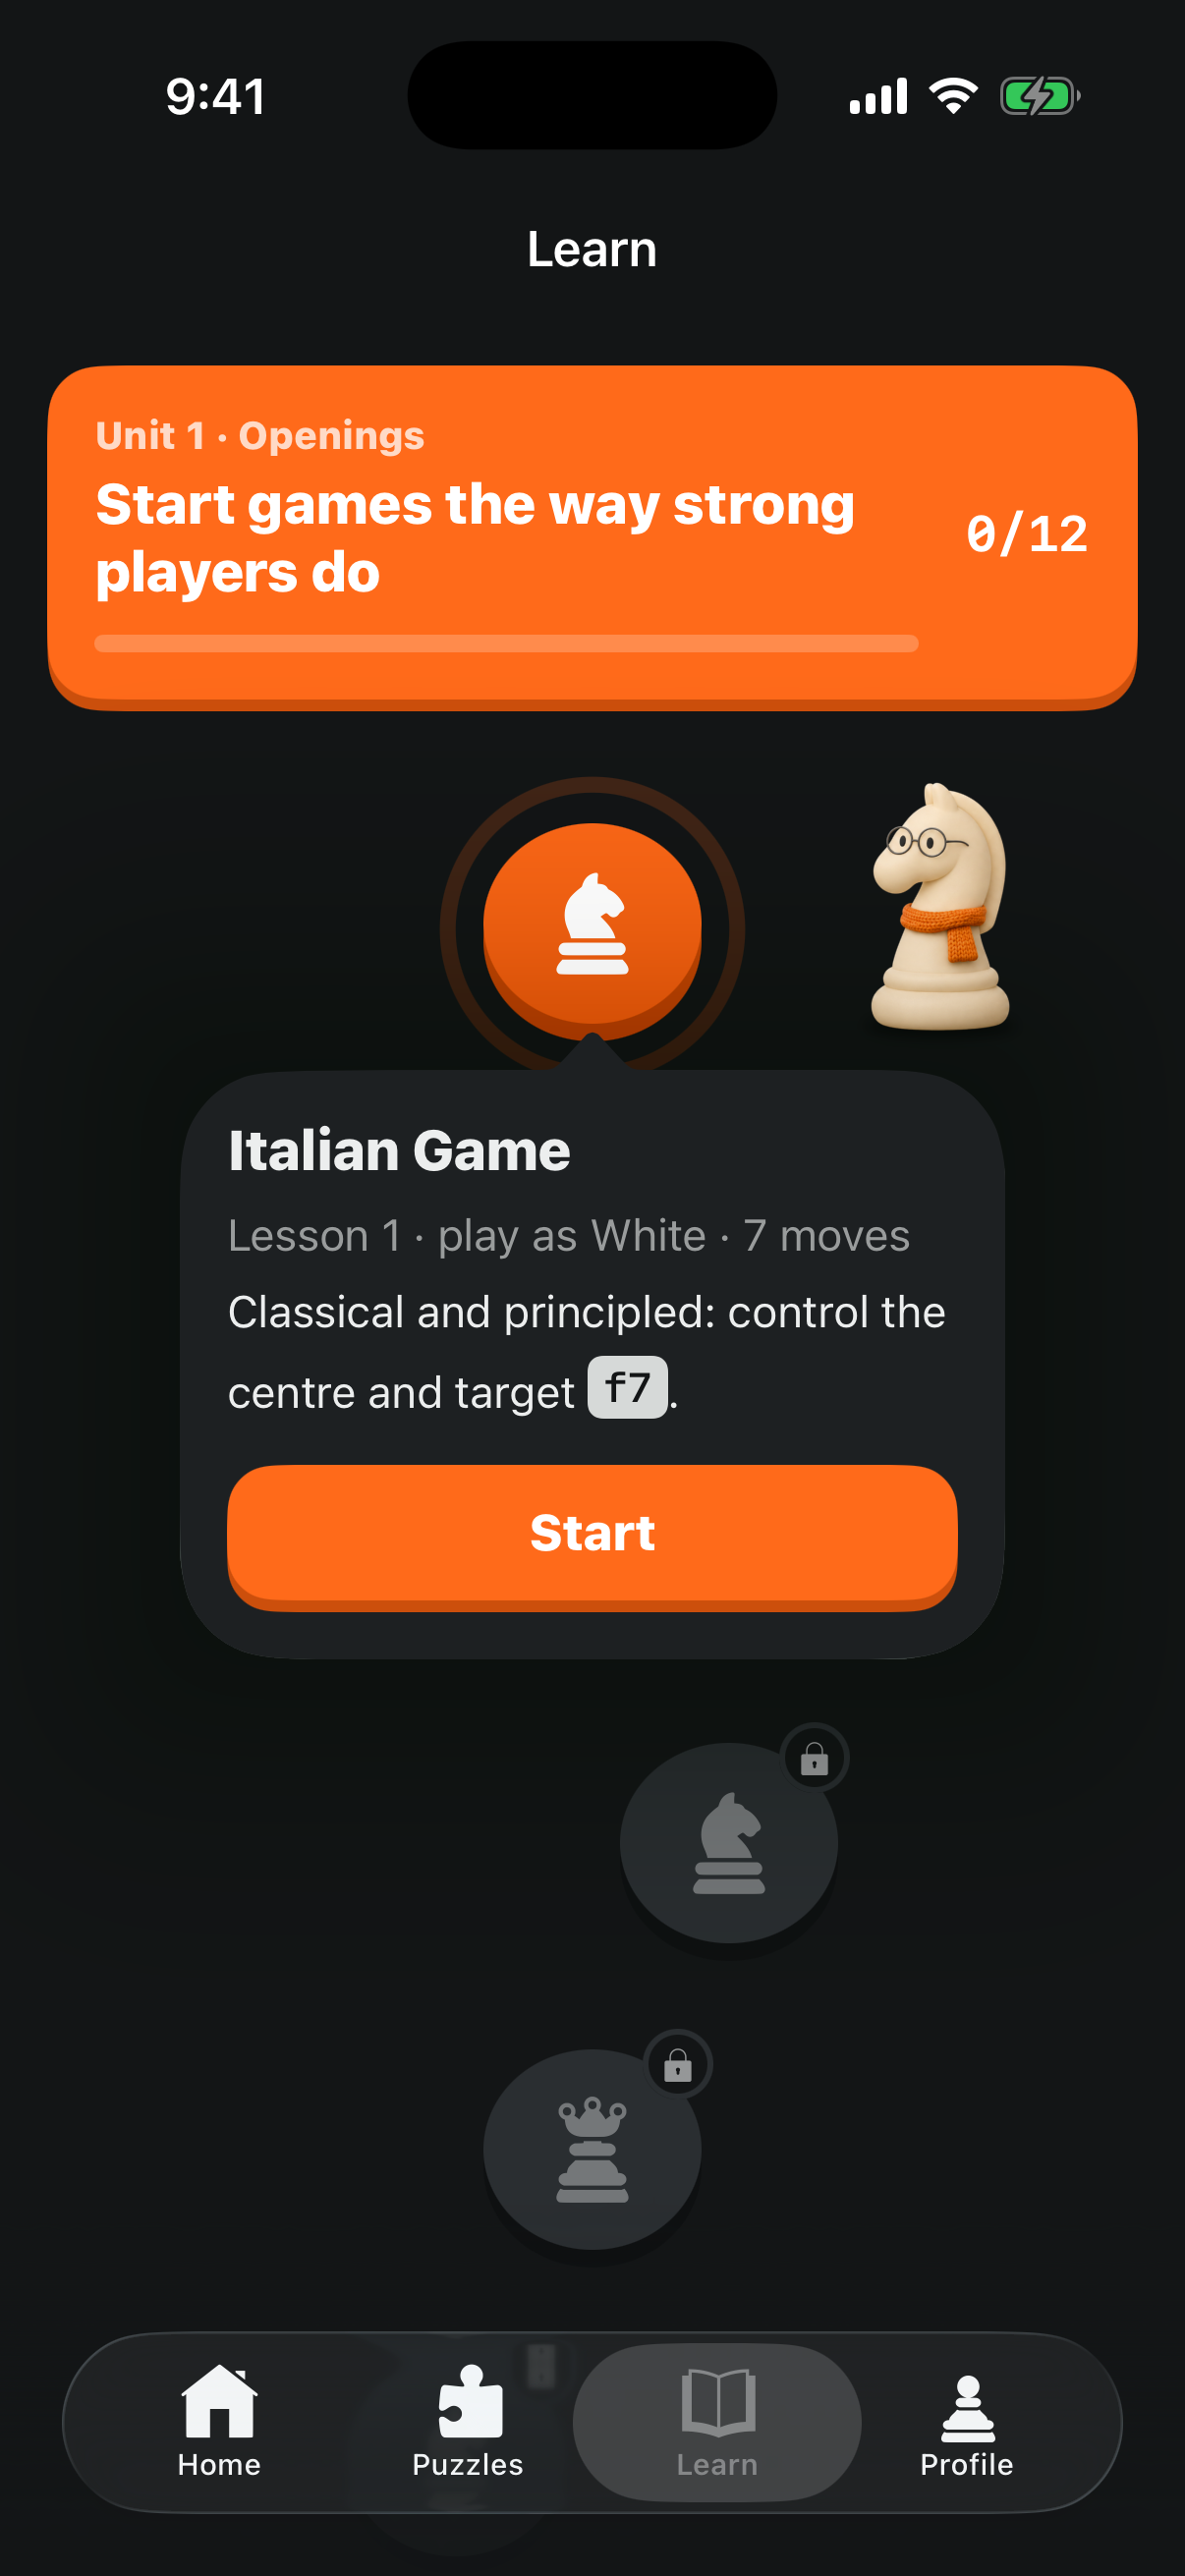 9:41
Learn
Unit 1 · Openings
Start games the way strong
players do
0/12
Italian Game
Lesson 1 · play as White · 7 moves
Classical and principled: control the
centre and target f7.
Start
Home
Puzzles
Learn
Profile